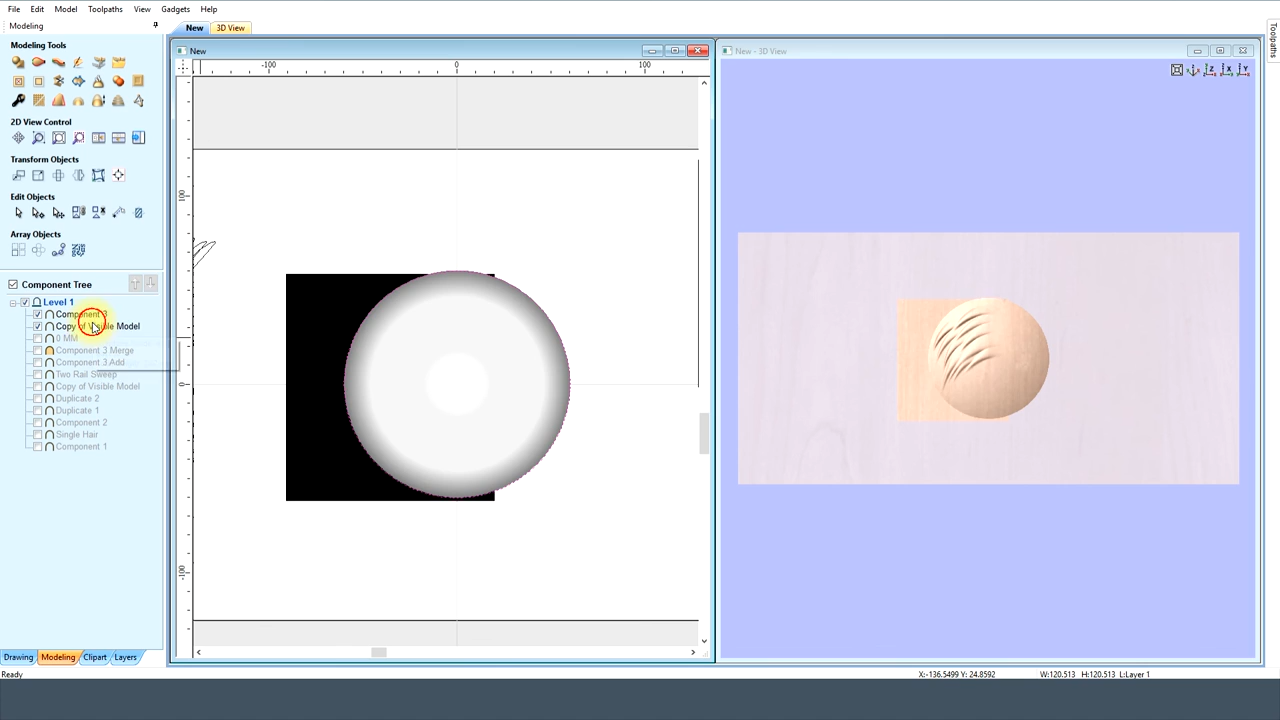 File Edit Model Toolpaths View Gadgets Help
Modeling
New 3D View
Toolpaths
Modeling Tools
2D View Control
Transform Objects
Edit Objects
Array Objects
Component Tree
Level 1
Component 3
Copy of Visible Model
0 MM
Component 3 Merge
Component 3 Add
Two Rail Sweep
Copy of Visible Model
Duplicate 2
Duplicate 1
Component 2
Single Hair
Component 1
Drawing Modeling Clipart Layers
New
-100 0 100
100
0
-100
New - 3D View
Z X Y
Ready
X:-136.5499 Y: 24.8592 W:120.513 H:120.513 L:Layer 1